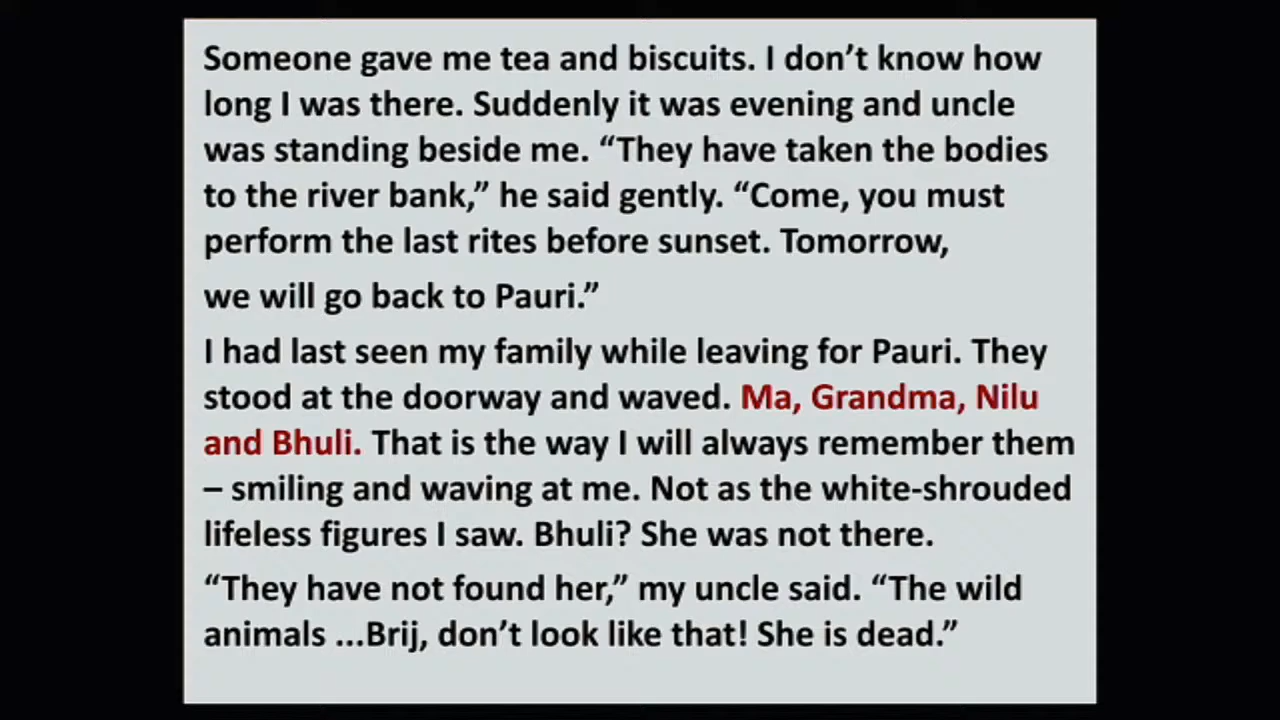 Someone gave me tea and biscuits. I don’t know how
long I was there. Suddenly it was evening and uncle
was standing beside me. “They have taken the bodies
to the river bank,” he said gently. “Come, you must
perform the last rites before sunset. Tomorrow,
we will go back to Pauri.”
I had last seen my family while leaving for Pauri. They
stood at the doorway and waved. Ma, Grandma, Nilu
and Bhuli. That is the way I will always remember them
– smiling and waving at me. Not as the white-shrouded
lifeless figures I saw. Bhuli? She was not there.
“They have not found her,” my uncle said. “The wild
animals ...Brij, don’t look like that! She is dead.”